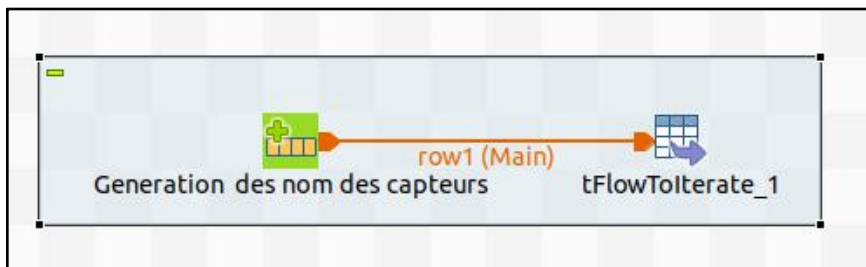 row1 (Main)
Generation des nom des capteurs
tFlowToIterate_1